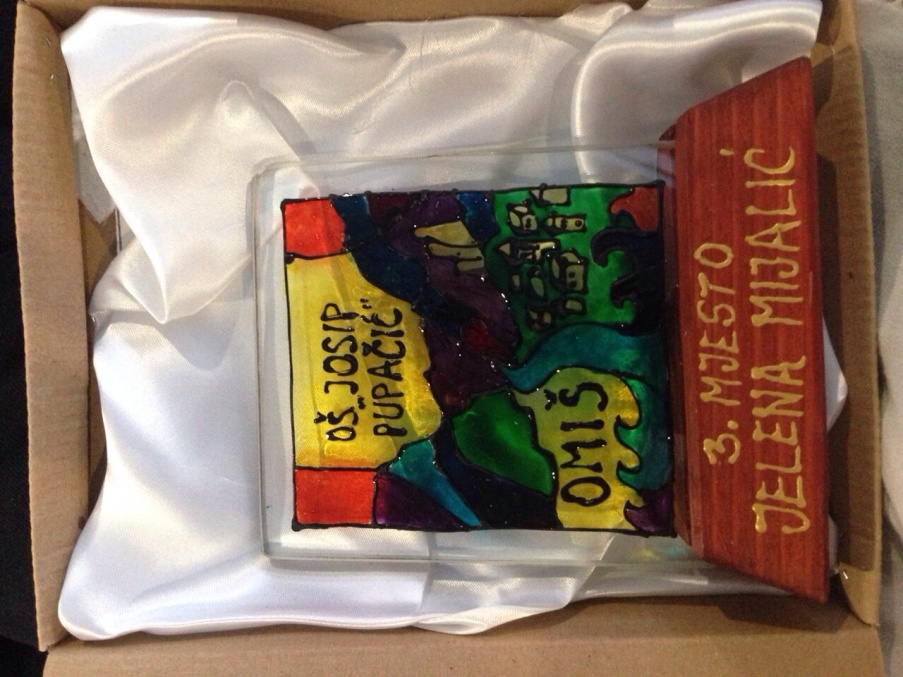 OŠ „JOSIP
PUPAČIĆ“
OMIŠ
3. MJESTO
JELENA MIJALIĆ